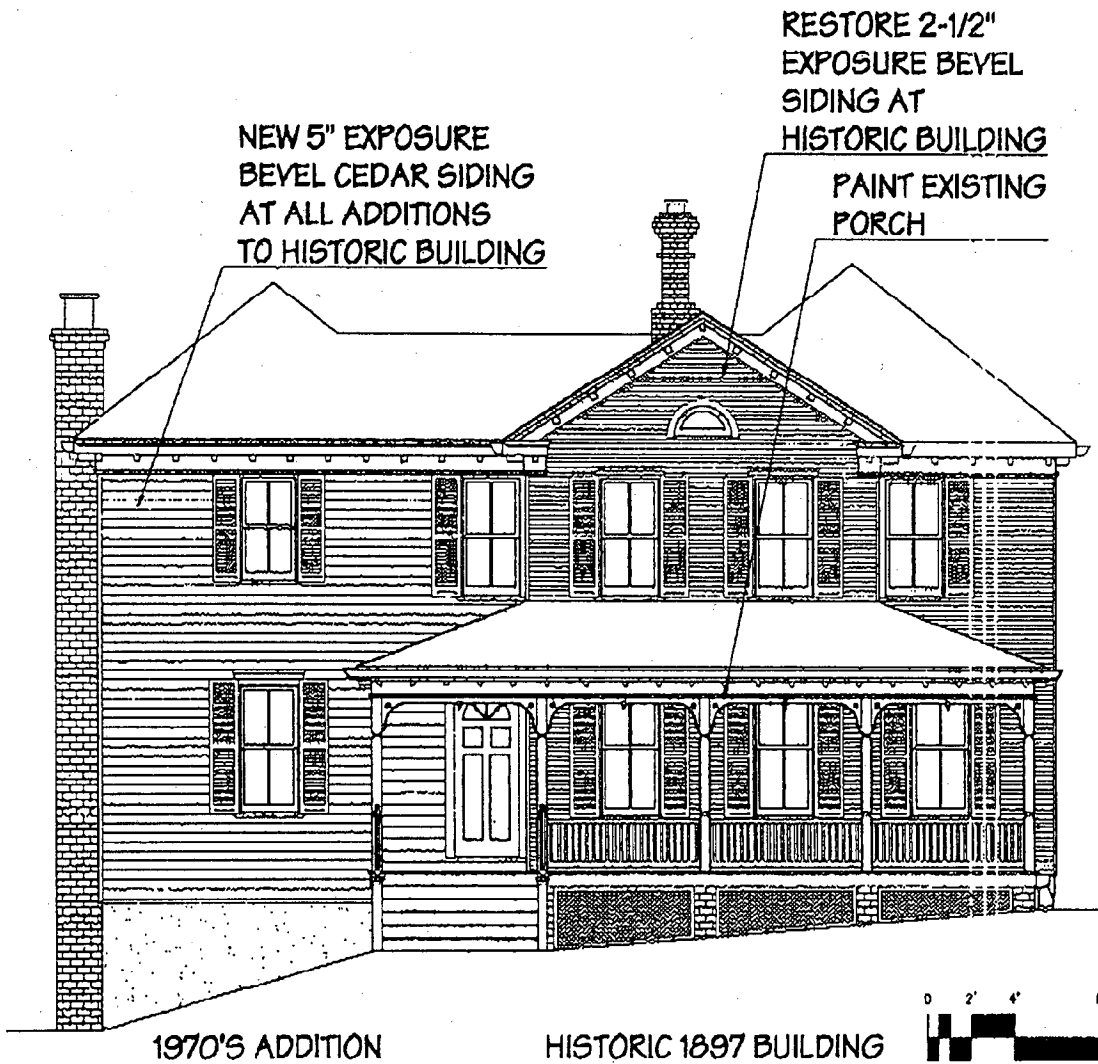 RESTORE 2-1/2"
EXPOSURE BEVEL
SIDING AT
HISTORIC BUILDING
NEW 5" EXPOSURE
BEVEL CEDAR SIDING
AT ALL ADDITIONS
TO HISTORIC BUILDING
PAINT EXISTING
PORCH
0 2' 4'
1970'S ADDITION
HISTORIC 1897 BUILDING